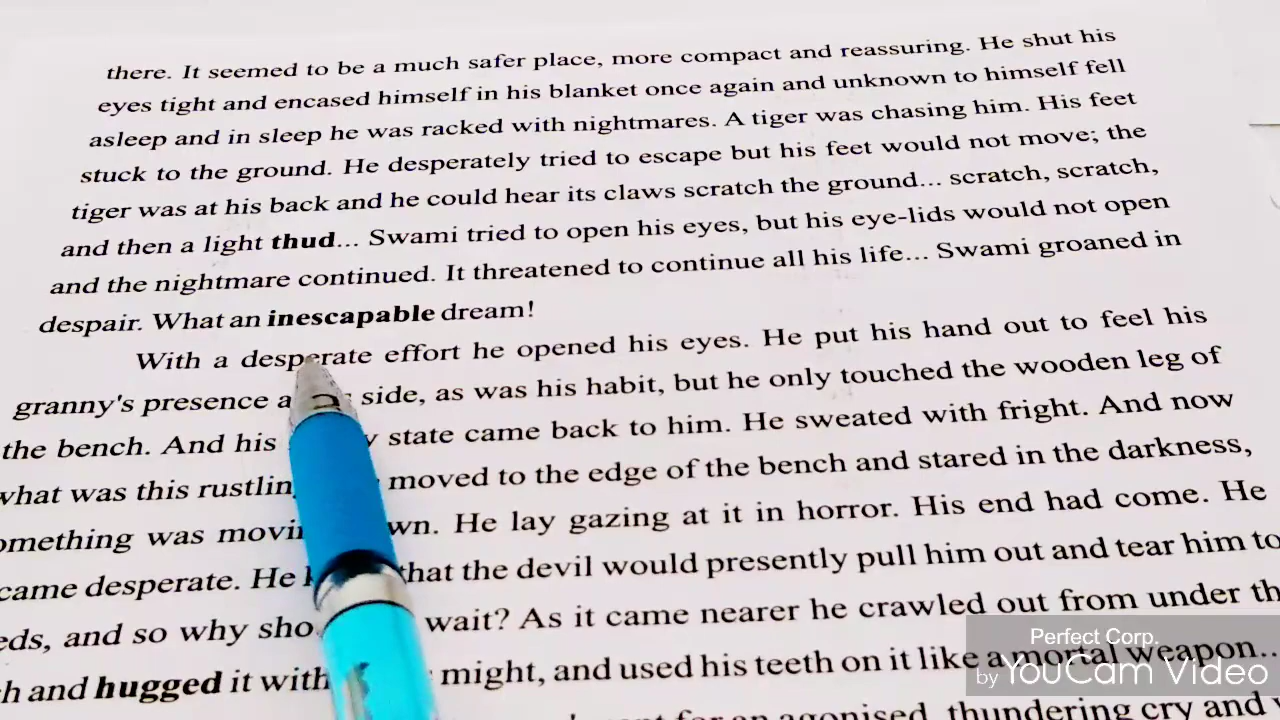 there. It seemed to be a much safer place, more compact and reassuring. He shut his
eyes tight and encased himself in his blanket once again and unknown to himself fell
asleep and in sleep he was racked with nightmares. A tiger was chasing him. His feet
stuck to the ground. He desperately tried to escape but his feet would not move; the
tiger was at his back and he could hear its claws scratch the ground... scratch, scratch,
and then a light thud... Swami tried to open his eyes, but his eye-lids would not open
and the nightmare continued. It threatened to continue all his life... Swami groaned in
despair. What an inescapable dream!
With a desperate effort he opened his eyes. He put his hand out to feel his
granny's presence side, as was his habit, but he only touched the wooden leg of
the bench. And his state came back to him. He sweated with fright. And now
what was this moved to the edge of the bench and stared in the darkness,
was He lay gazing at it in horror. His end had come. He
desperate. He that the devil would presently pull him out and tear him to
and so why wait? As it came nearer he crawled out from under
and hugged it with might, and used his teeth on it like a mortal weapon...
agonised, thundering cry and
Perfect Corp.
by YouCam Video